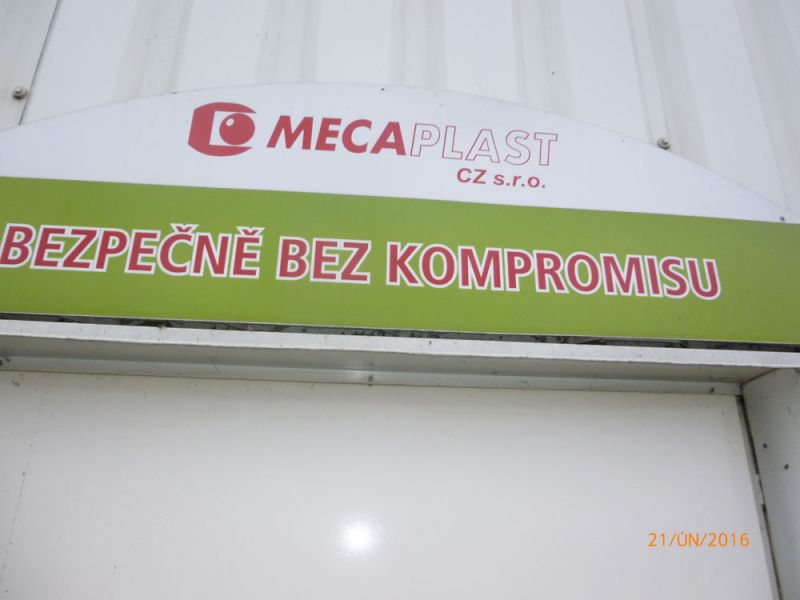 MECAPLAST
CZ s.r.o.
BEZPEČNĚ BEZ KOMPROMISU
21/ÚN/2016